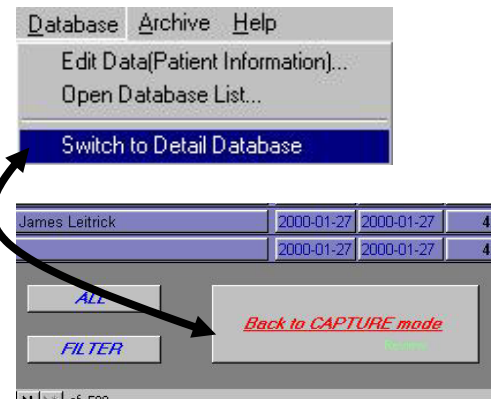 Database Archive Help
Edit Data(Patient Information)...
Open Database List...
Switch to Detail Database
James Leitrick 2000-01-27 2000-01-27 4
2000-01-27 2000-01-27 4
ALL
Back to CAPTURE mode
Review
FILTER
of 500